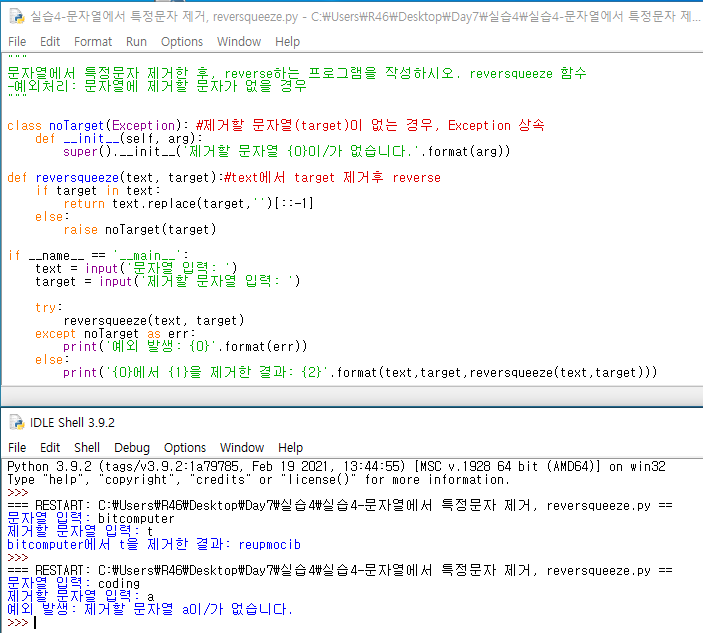 실습4-문자열에서 특정문자 제거, reversqueeze.py - C:\Users\R46\Desktop\Day7\실습4\실습4-문자열에서 특정문자 제...
File Edit Format Run Options Window Help
"""
문자열에서 특정문자 제거한 후, reverse하는 프로그램을 작성하시오. reversqueeze 함수
-예외처리: 문자열에 제거할 문자가 없을 경우
"""
class noTarget(Exception): #제거할 문자열(target)이 없는 경우, Exception 상속
def __init__(self, arg):
super().__init__('제거할 문자열 {0}이/가 없습니다.'.format(arg))
def reversqueeze(text, target):#text에서 target 제거후 reverse
if target in text:
return text.replace(target,'')[::-1]
else:
raise noTarget(target)
if __name__ == '__main__':
text = input('문자열 입력: ')
target = input('제거할 문자열 입력: ')
try:
reversqueeze(text, target)
except noTarget as err:
print('예외 발생: {0}'.format(err))
else:
print('{0}에서 {1}을 제거한 결과: {2}'.format(text,target,reversqueeze(text,target)))
IDLE Shell 3.9.2
File Edit Shell Debug Options Window Help
Python 3.9.2 (tags/v3.9.2:1a79785, Feb 19 2021, 13:44:55) [MSC v.1928 64 bit (AMD64)] on win32
Type "help", "copyright", "credits" or "license()" for more information.
>>>
=== RESTART: C:\Users\R46\Desktop\Day7\실습4\실습4-문자열에서 특정문자 제거, reversqueeze.py ==
문자열 입력: bitcomputer
제거할 문자열 입력: t
bitcomputer에서 t을 제거한 결과: reupmocib
>>>
=== RESTART: C:\Users\R46\Desktop\Day7\실습4\실습4-문자열에서 특정문자 제거, reversqueeze.py ==
문자열 입력: coding
제거할 문자열 입력: a
예외 발생: 제거할 문자열 a이/가 없습니다.
>>>